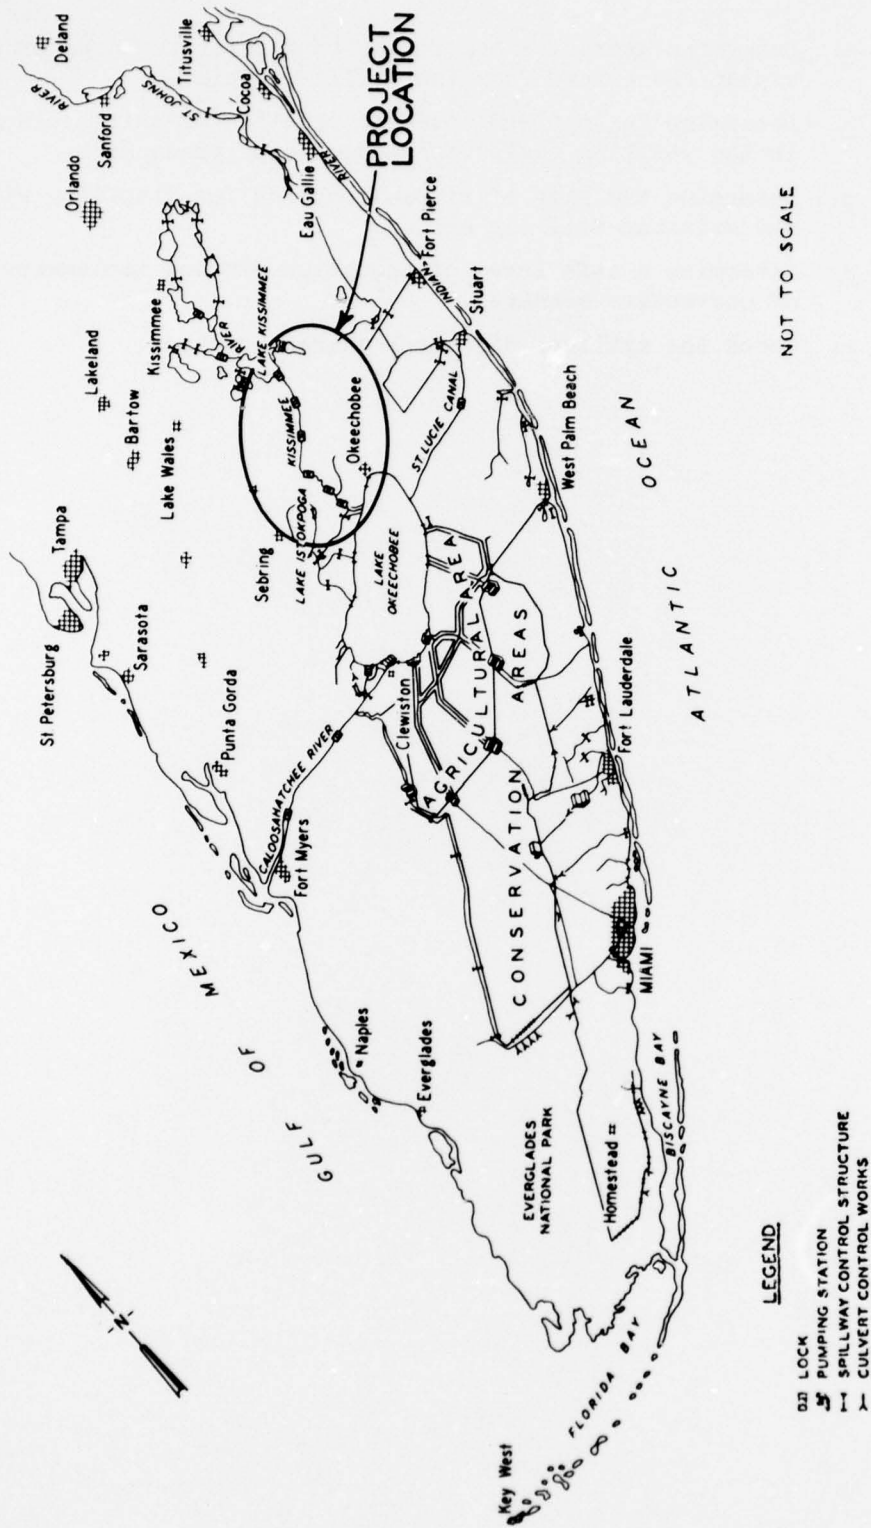 PROJECT
LOCATION
Deland
Titusville
RIVER
ST JOHNS
Sanford
Cocoa
Orlando
Eau Gallie
RIVER
Fort Pierce
INDIAN
Stuart
Kissimmee
RIVER
LAKE KISSIMMEE
Lakeland
Bartow
Lake Wales
KISSIMMEE
Okeechobee
ST LUCIE CANAL
West Palm Beach
Tampa
St Petersburg
Sebring
LAKE ISTOKPOGA
LAKE
OKEECHOBEE
Sarasota
Punta Gorda
CALOOSAHATCHEE RIVER
Fort Myers
Clewiston
AGRICULTURAL AREA
CONSERVATION AREAS
Fort Lauderdale
ATLANTIC OCEAN
NOT TO SCALE
GULF OF MEXICO
Naples
Everglades
MIAMI
EVERGLADES
NATIONAL PARK
Homestead
BISCAYNE BAY
FLORIDA BAY
Key West
N
LEGEND
LOCK
PUMPING STATION
SPILLWAY CONTROL STRUCTURE
CULVERT CONTROL WORKS